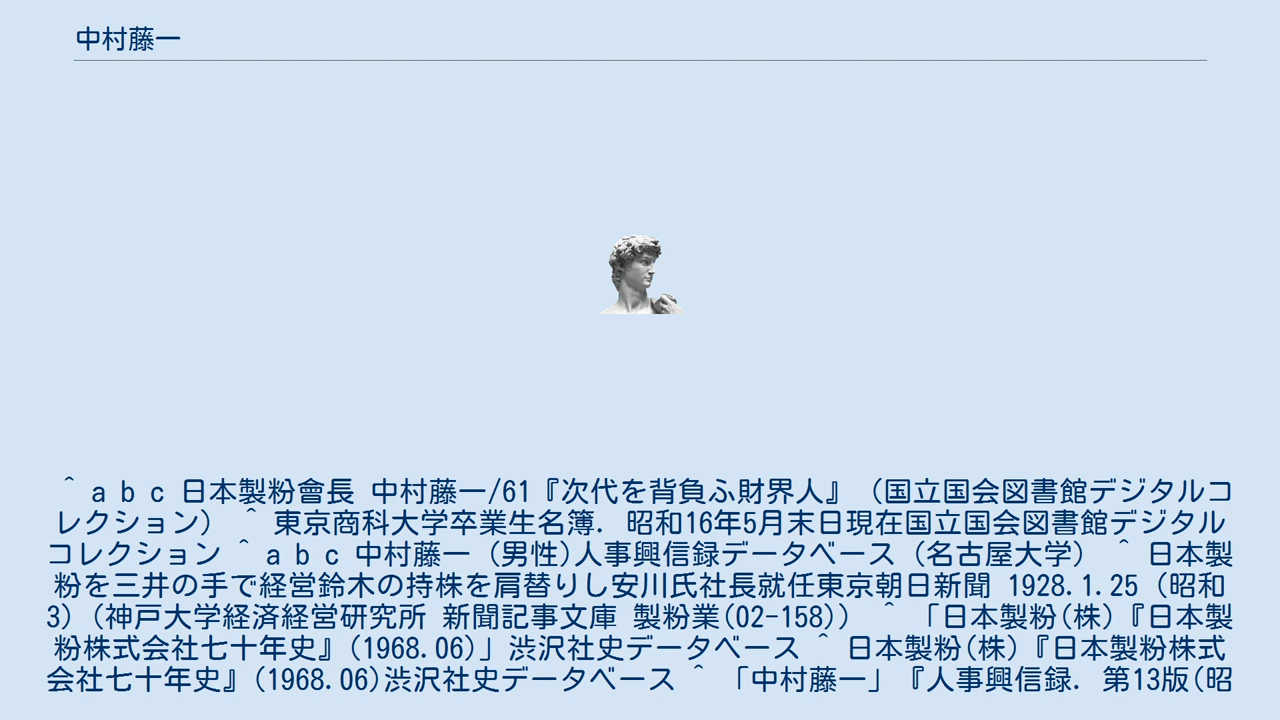 中村藤一
^ a b c 日本製粉會長 中村藤一/61『次代を背負ふ財界人』 (国立国会図書館デジタルコ
レクション) ^ 東京商科大学卒業生名簿. 昭和16年5月末日現在国立国会図書館デジタル
コレクション ^ a b c 中村藤一 (男性)人事興信録データベース (名古屋大学) ^ 日本製
粉を三井の手で経営鈴木の持株を肩替りし安川氏社長就任東京朝日新聞 1928.1.25 (昭和
3) (神戸大学経済経営研究所 新聞記事文庫 製粉業(02-158)) ^ 「日本製粉(株)『日本製
粉株式会社七十年史』(1968.06)」渋沢社史データベース ^ 日本製粉(株)『日本製粉株式
会社七十年史』(1968.06)渋沢社史データベース ^ 「中村藤一」『人事興信録. 第13版(昭